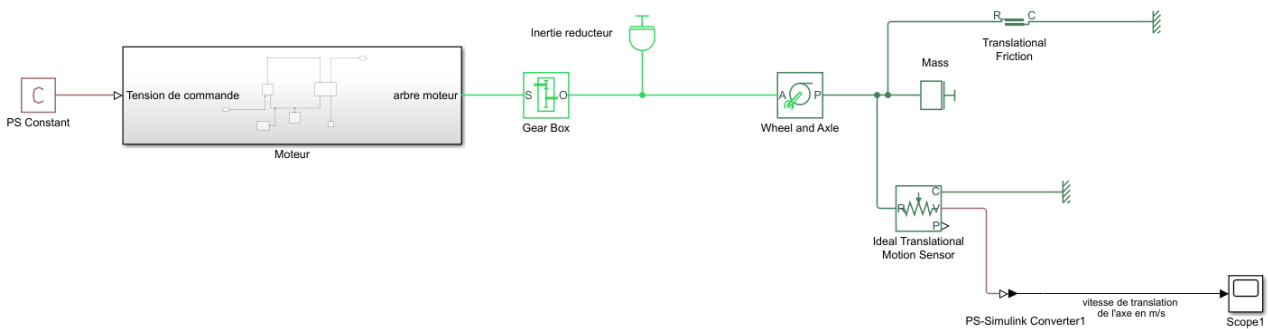 R
C
Translational
Friction
Inertie reducteur
Mass
C
PS Constant
Tension de commande
arbre moteur
Moteur
S
O
Gear Box
A
P
Wheel and Axle
C
R
V
P
Ideal Translational
Motion Sensor
PS-Simulink Converter1
vitesse de translation
de l'axe en m/s
Scope1